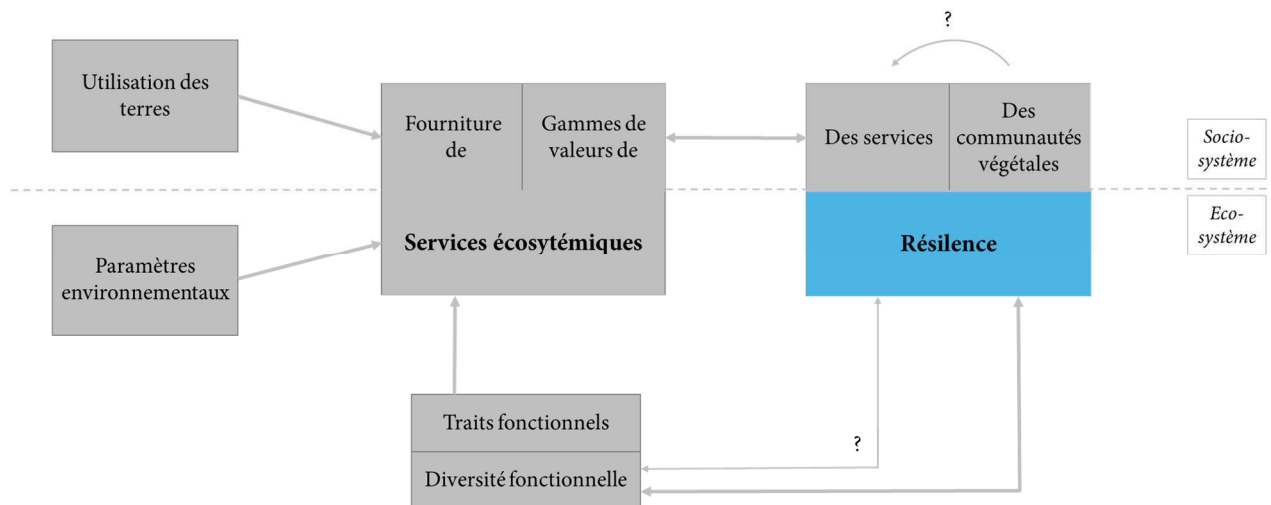 ?
Utilisation des
terres
Fourniture
de
Gammes de
valeurs de
Des services
Des
communautés
végétales
Socio-
système
Services écosytémiques
Résilence
Eco-
système
Paramètres
environnementaux
Traits fonctionnels
?
Diversité fonctionnelle